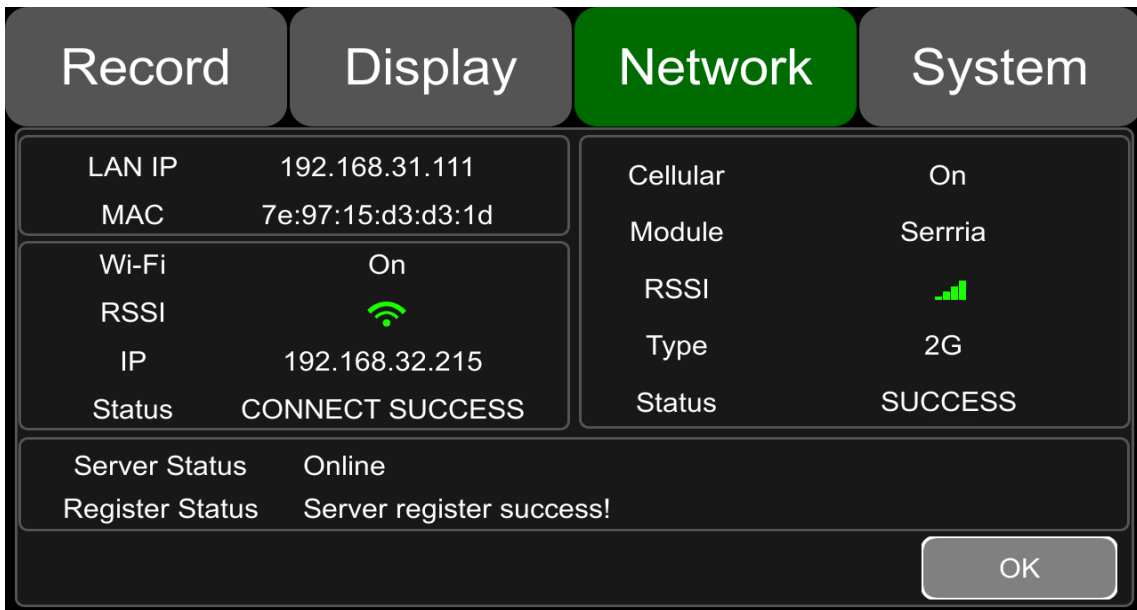 Record Display Network System
LAN IP 192.168.31.111
MAC 7e:97:15:d3:d3:1d
Wi-Fi On
RSSI
IP 192.168.32.215
Status CONNECT SUCCESS
Cellular On
Module Serrria
RSSI
Type 2G
Status SUCCESS
Server Status Online
Register Status Server register success!
OK